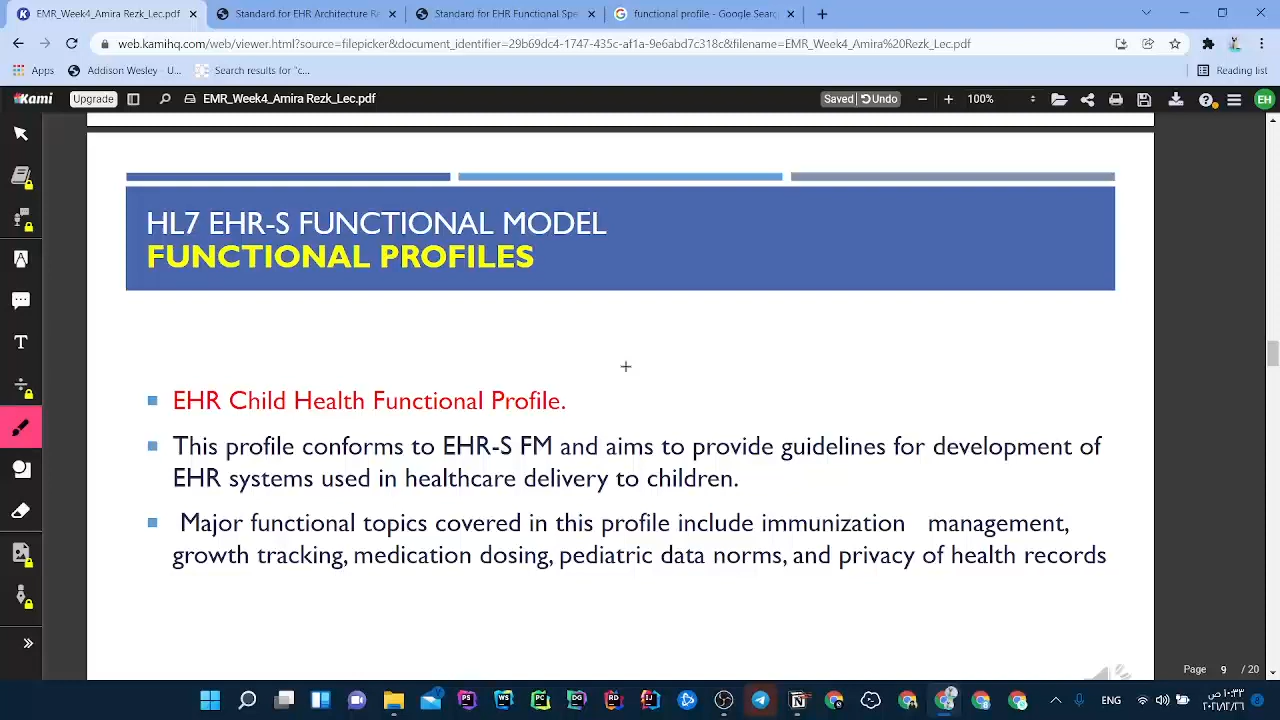 EMR_Week4_Amira Rezk_Lec.pdf
Standard for EHR Architecture Re
Standard for EHR Functional Spe
functional profile - Google Searc
web.kamihq.com/web/viewer.html?source=filepicker&document_identifier=29b69dc4-1747-435c-af1a-9e6abd7c318c&filename=EMR_Week4_Amira%20Rezk_Lec.pdf
Apps
Addison Wesley - U...
Search results for "c...
Reading list
Kami
Upgrade
EMR_Week4_Amira Rezk_Lec.pdf
Saved
Undo
100%
EH
HL7 EHR-S FUNCTIONAL MODEL
FUNCTIONAL PROFILES
EHR Child Health Functional Profile.
This profile conforms to EHR-S FM and aims to provide guidelines for development of
EHR systems used in healthcare delivery to children.
Major functional topics covered in this profile include immunization management,
growth tracking, medication dosing, pediatric data norms, and privacy of health records
Page 9 / 20
ENG